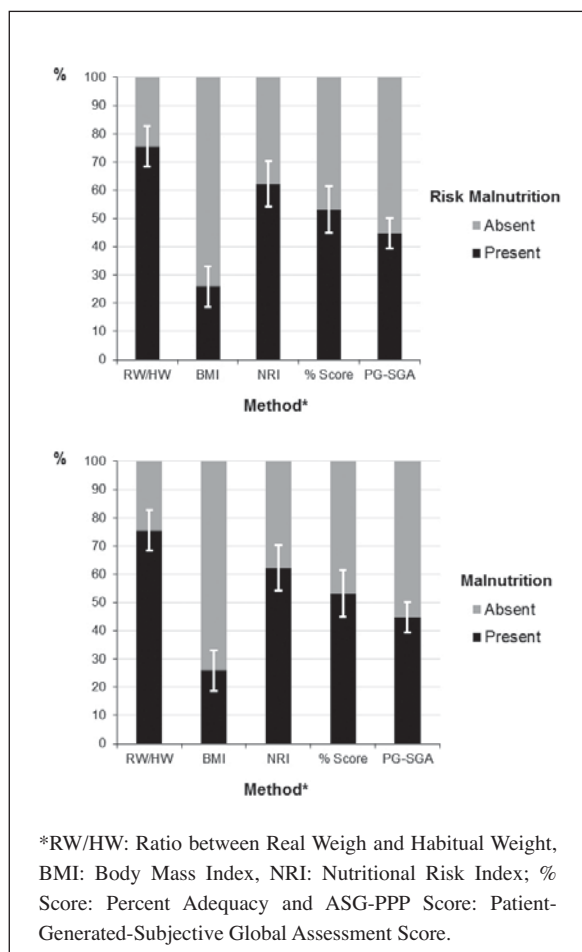 %
100
90
80
70
60
50
40
30
20
10
0
RW/HW BMI NRI % Score PG-SGA
Method*
Risk Malnutrition
Absent
Present
%
100
90
80
70
60
50
40
30
20
10
0
RW/HW BMI NRI % Score PG-SGA
Method*
Malnutrition
Absent
Present
*RW/HW: Ratio between Real Weigh and Habitual Weight,
BMI: Body Mass Index, NRI: Nutritional Risk Index; %
Score: Percent Adequacy and ASG-PPP Score: Patient-
Generated-Subjective Global Assessment Score.